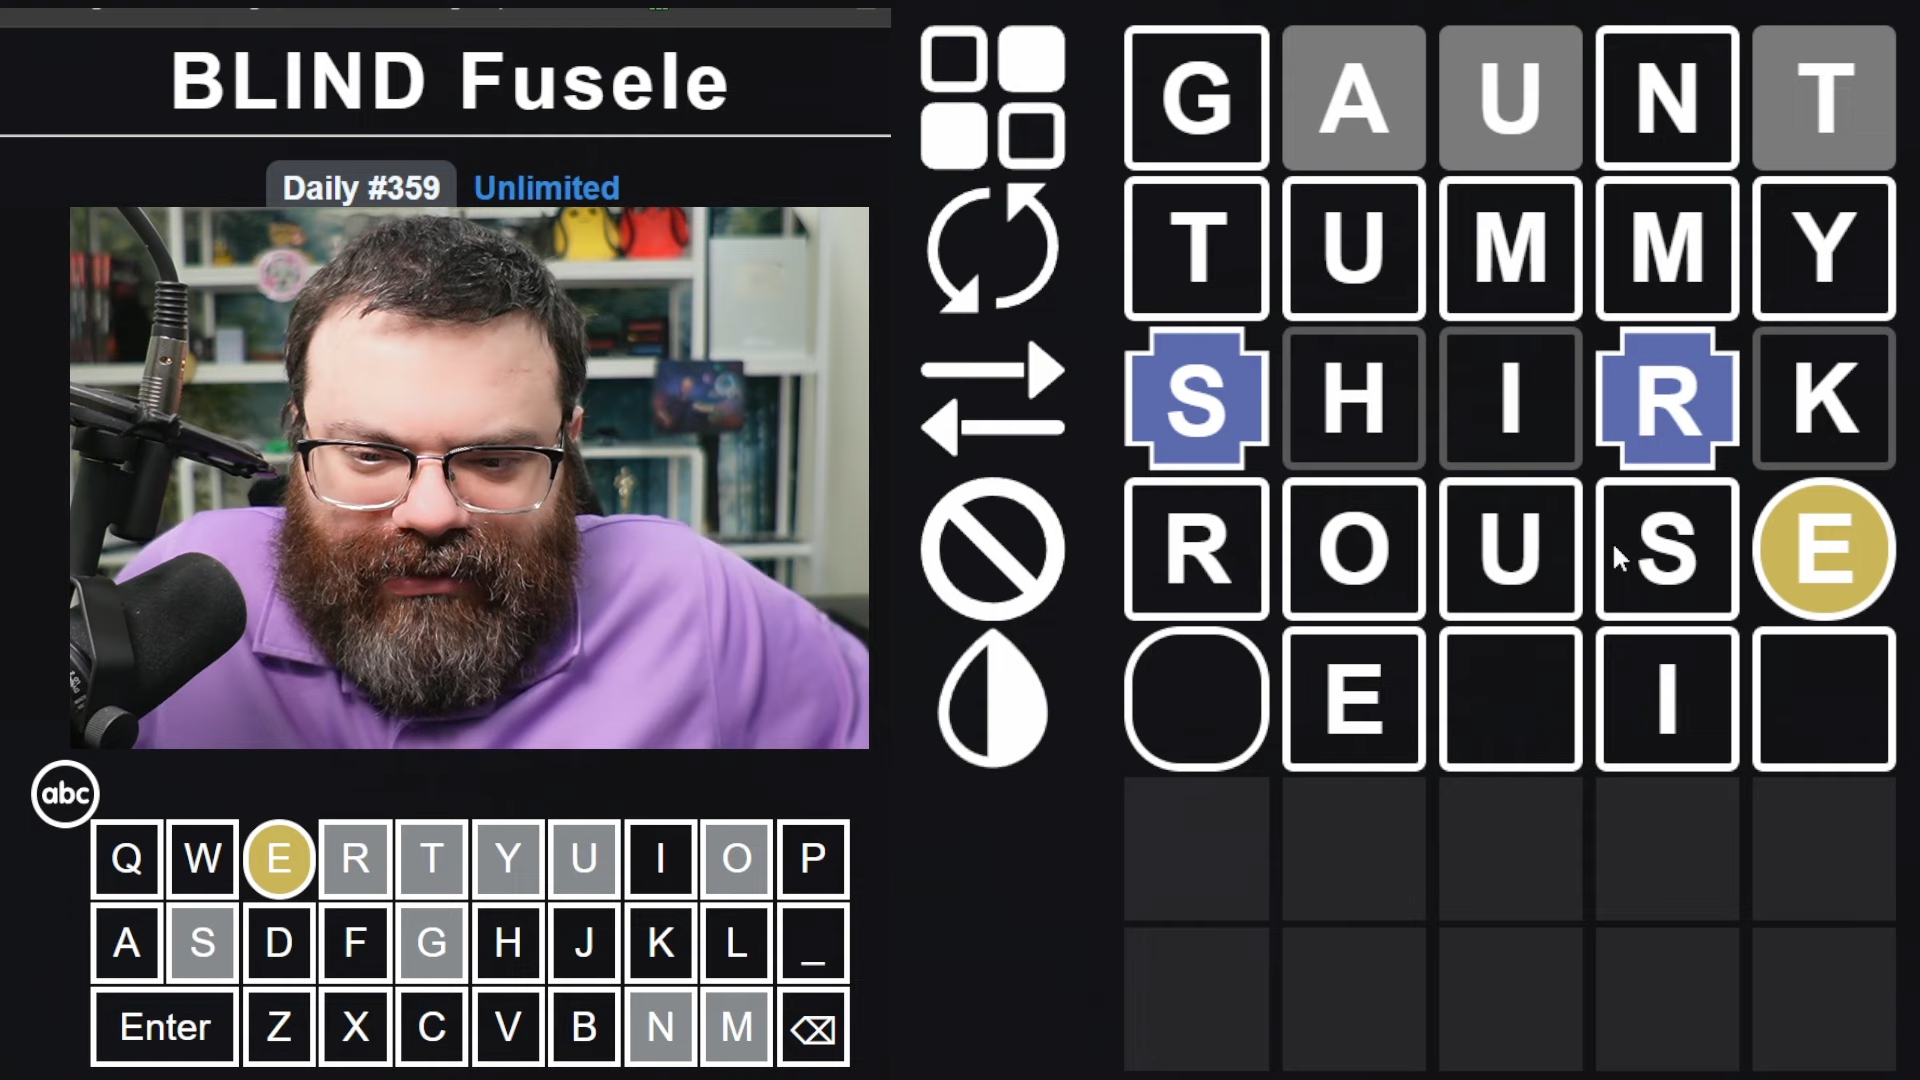 BLIND Fusele
Daily #359 Unlimited
G A U N T
T U M M Y
S H I R K
R O U S E
E I
abc
Q W E R T Y U I O P
A S D F G H J K L _
Enter Z X C V B N M ⌫